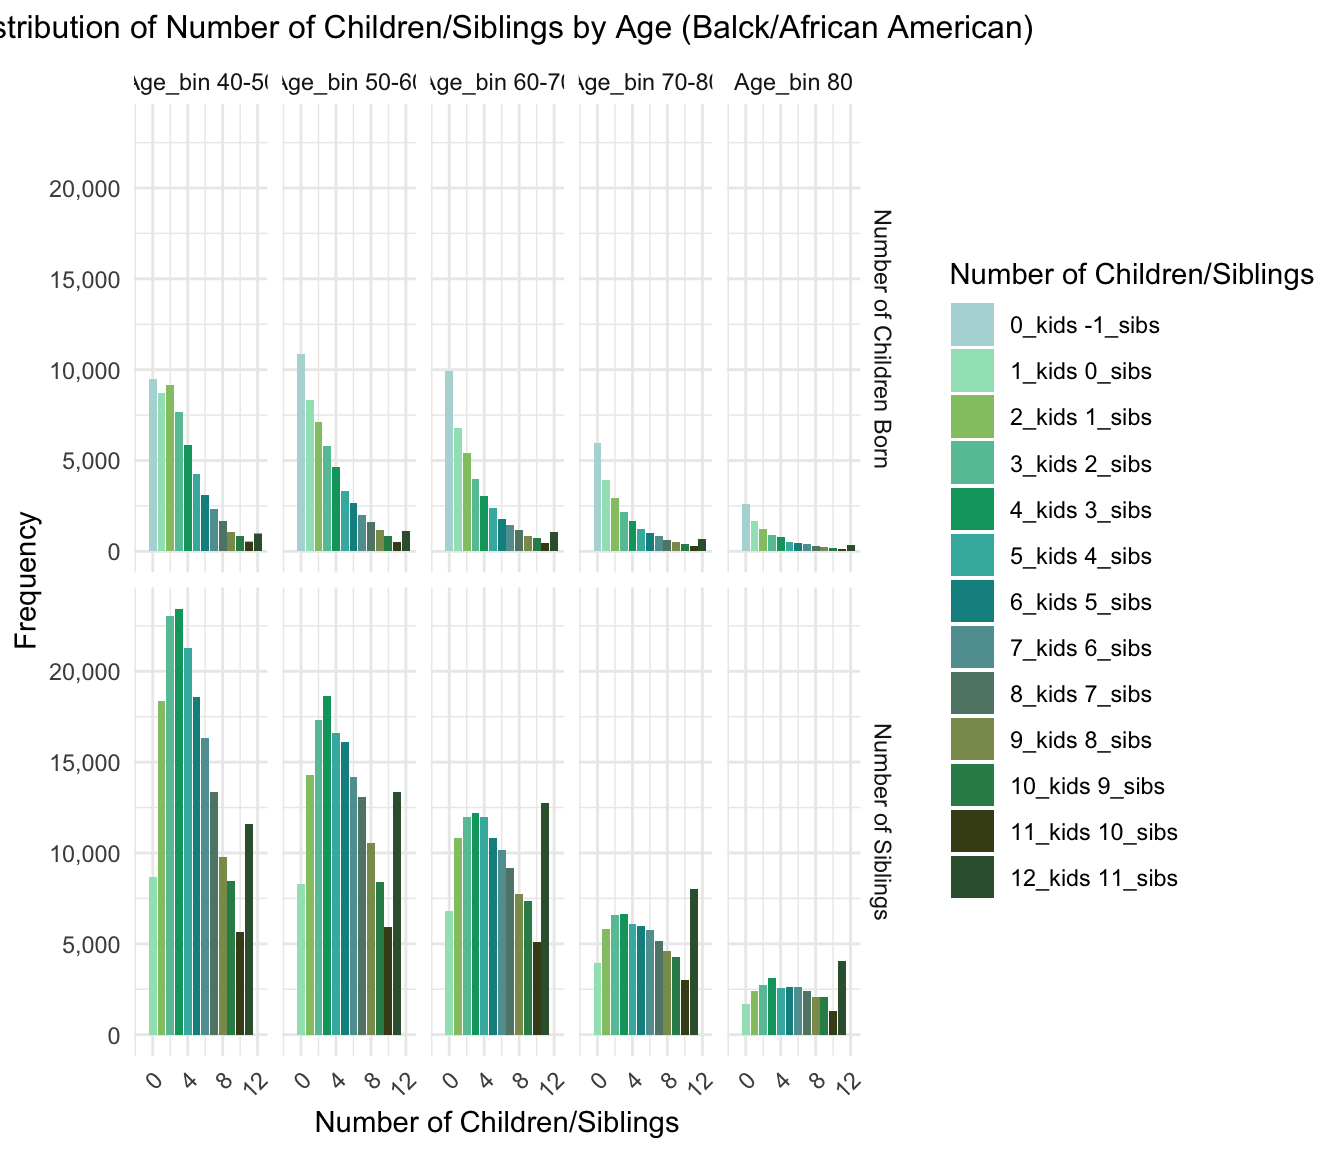 stribution of Number of Children/Siblings by Age (Balck/African American)
Age_bin 40-50
Age_bin 50-60
Age_bin 60-70
Age_bin 70-80
Age_bin 80
20,000
15,000
10,000
5,000
0
Number of Children Born
20,000
15,000
10,000
5,000
0
Number of Siblings
Frequency
0 4 8 12
0 4 8 12
0 4 8 12
0 4 8 12
0 4 8 12
Number of Children/Siblings
Number of Children/Siblings
0_kids -1_sibs
1_kids 0_sibs
2_kids 1_sibs
3_kids 2_sibs
4_kids 3_sibs
5_kids 4_sibs
6_kids 5_sibs
7_kids 6_sibs
8_kids 7_sibs
9_kids 8_sibs
10_kids 9_sibs
11_kids 10_sibs
12_kids 11_sibs